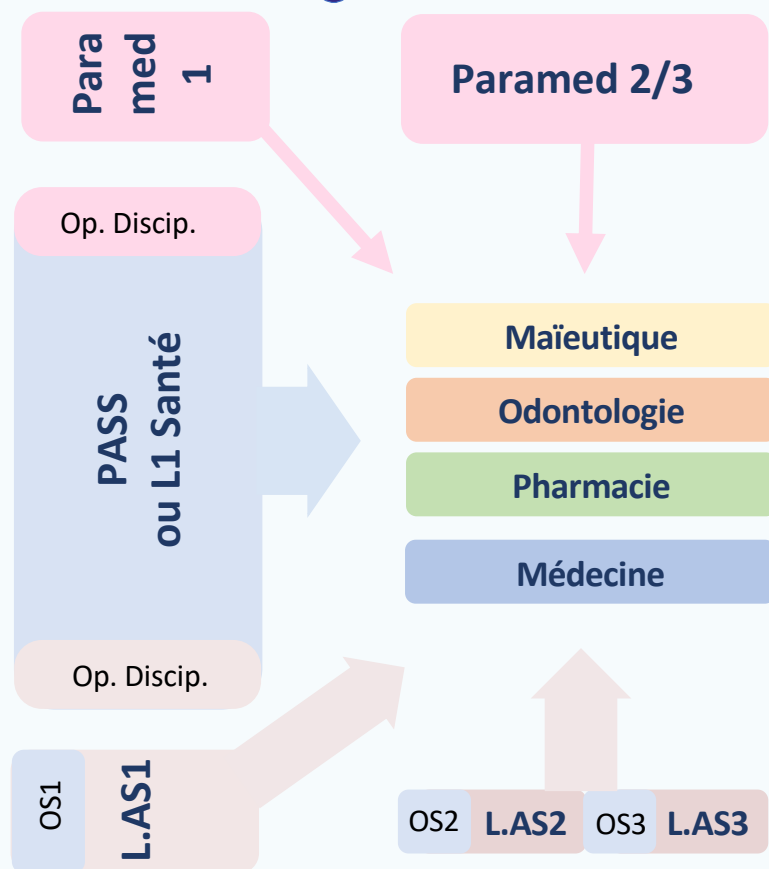 Para
med
1
Paramed 2/3
Op. Discip.
PASS
ou L1 Santé
Op. Discip.
Maïeutique
Odontologie
Pharmacie
Médecine
OS1
L.AS1
OS2 L.AS2 OS3 L.AS3